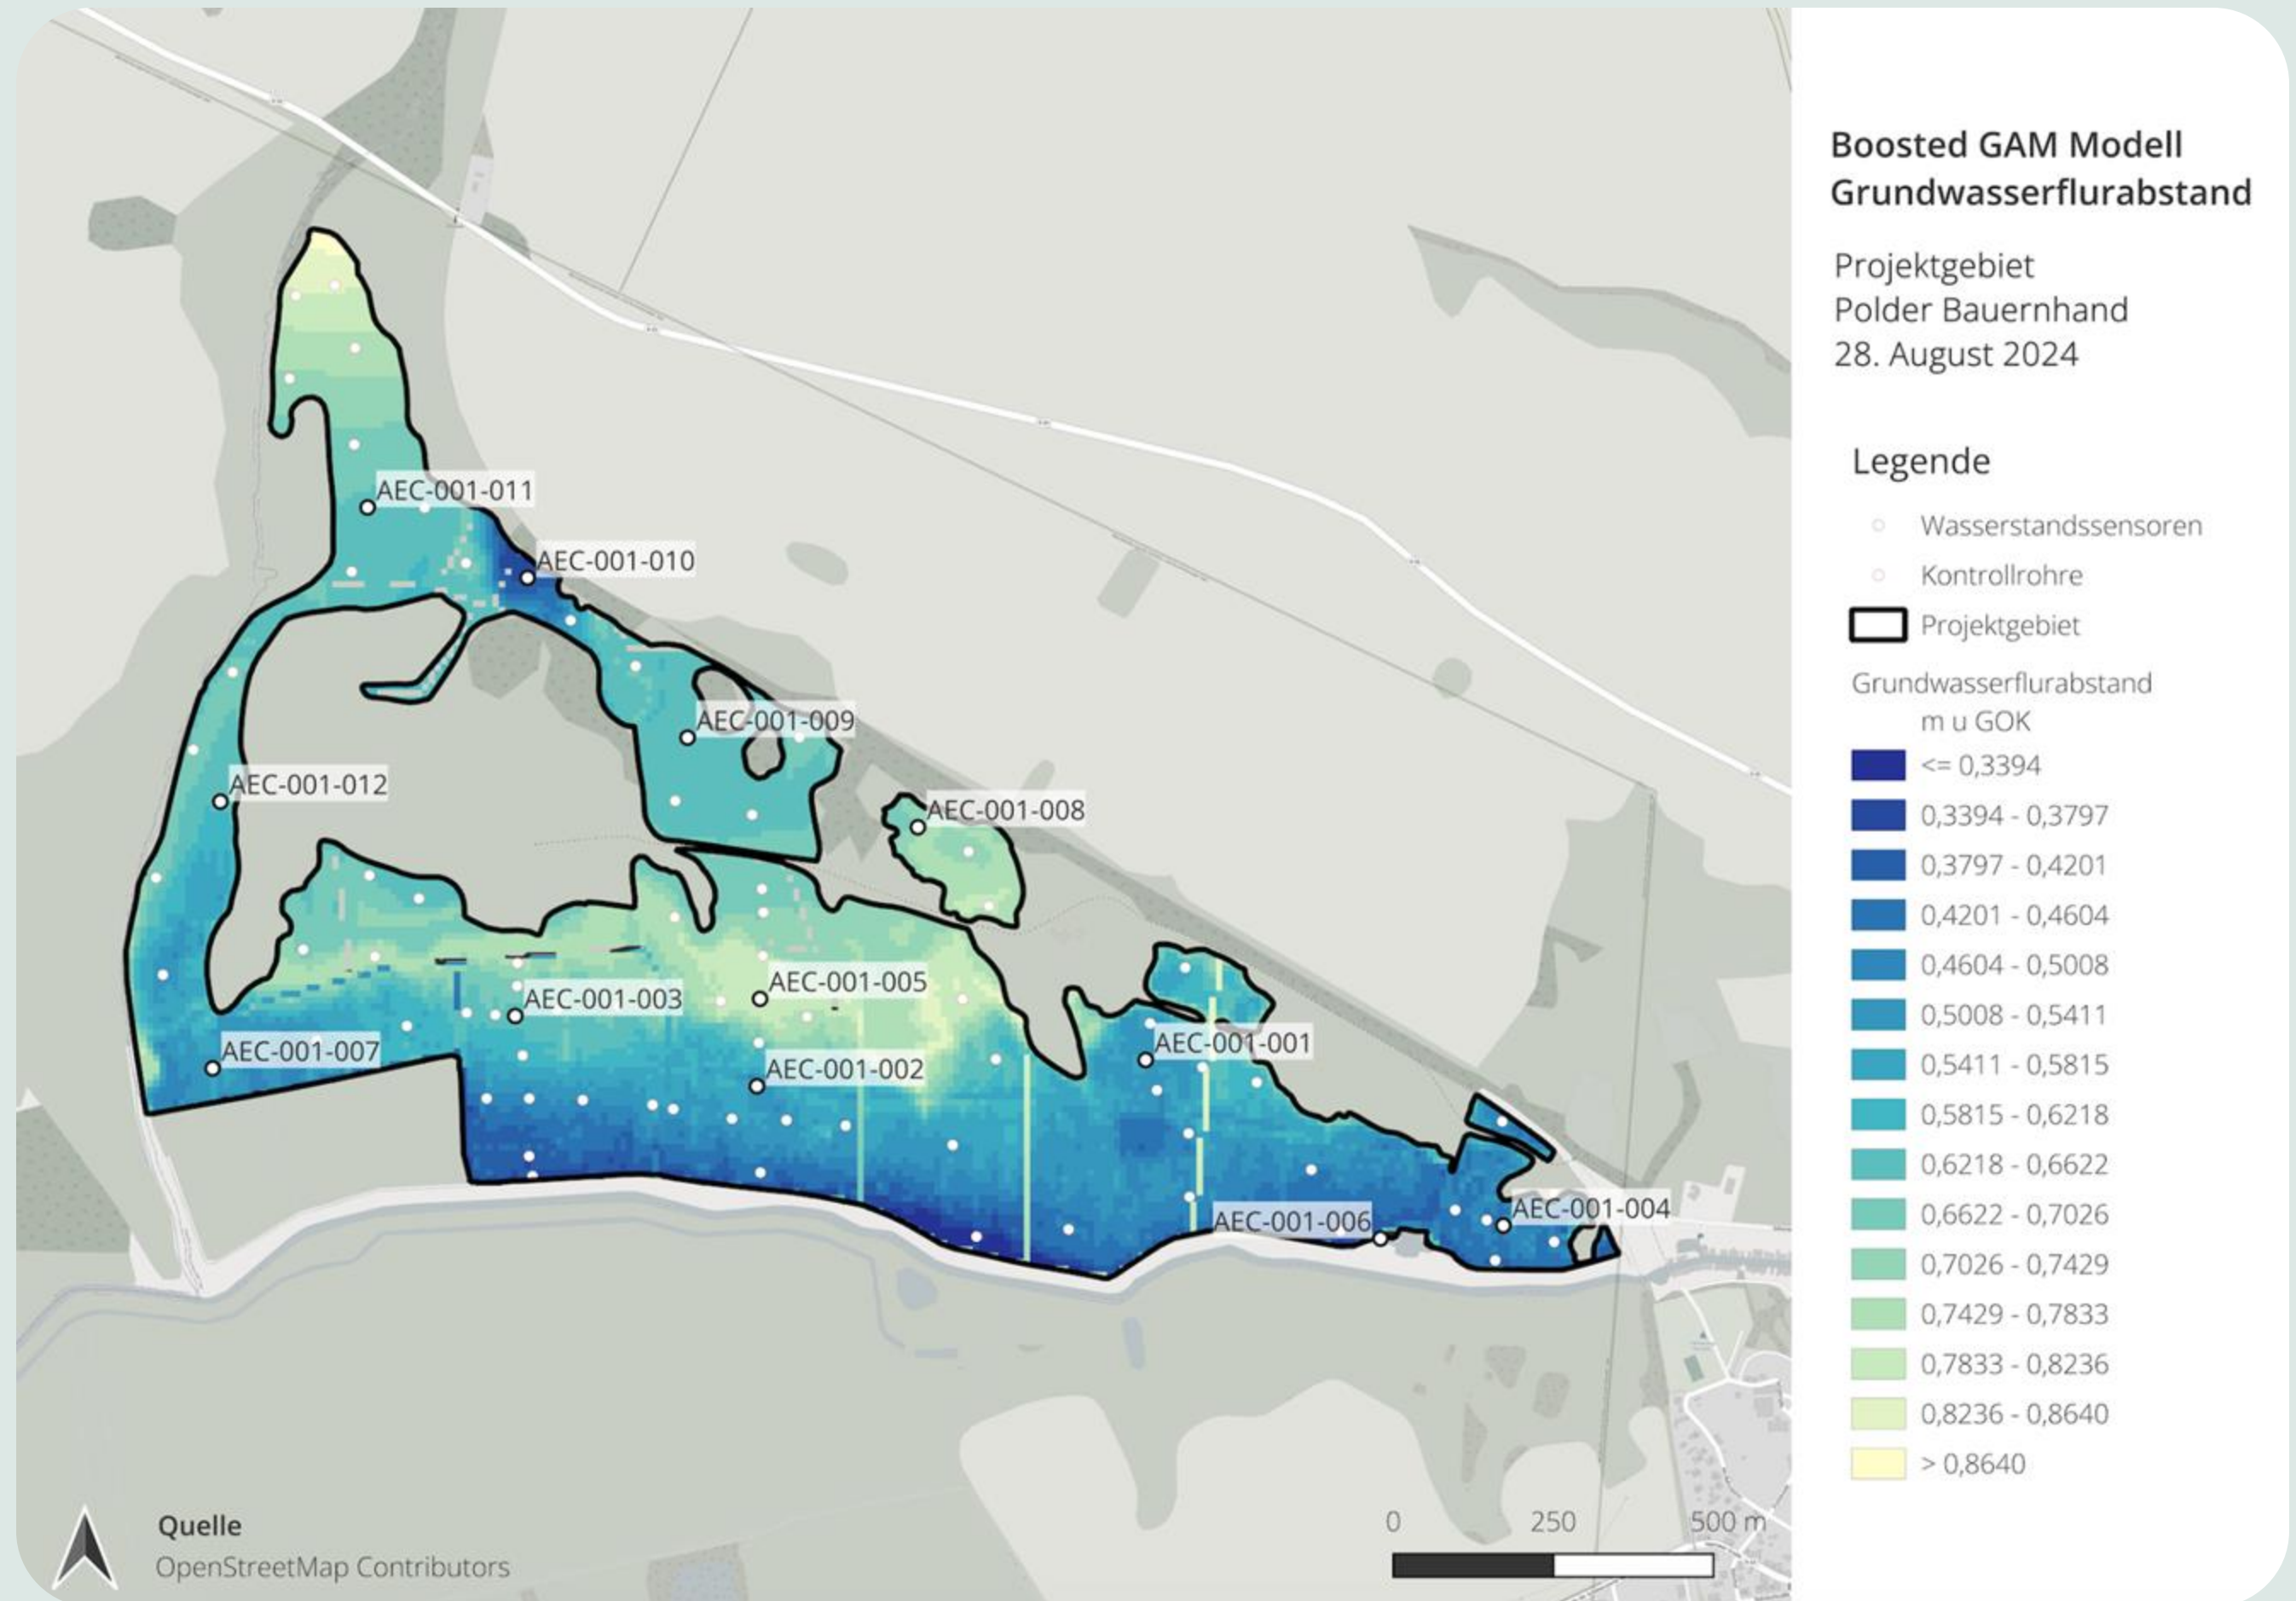 Boosted GAM Modell
Grundwasserflurabstand
Projektgebiet
Polder Bauernhand
28. August 2024
Legende
Wasserstandssensoren
Kontrollrohre
Projektgebiet
Grundwasserflurabstand
m u GOK
<= 0,3394
0,3394 - 0,3797
0,3797 - 0,4201
0,4201 - 0,4604
0,4604 - 0,5008
0,5008 - 0,5411
0,5411 - 0,5815
0,5815 - 0,6218
0,6218 - 0,6622
0,6622 - 0,7026
0,7026 - 0,7429
0,7429 - 0,7833
0,7833 - 0,8236
0,8236 - 0,8640
> 0,8640
AEC-001-011
AEC-001-010
AEC-001-009
AEC-001-012
AEC-001-008
AEC-001-005
AEC-001-003
AEC-001-001
AEC-001-007
AEC-001-002
AEC-001-004
AEC-001-006
Quelle
OpenStreetMap Contributors
0 250 500 m